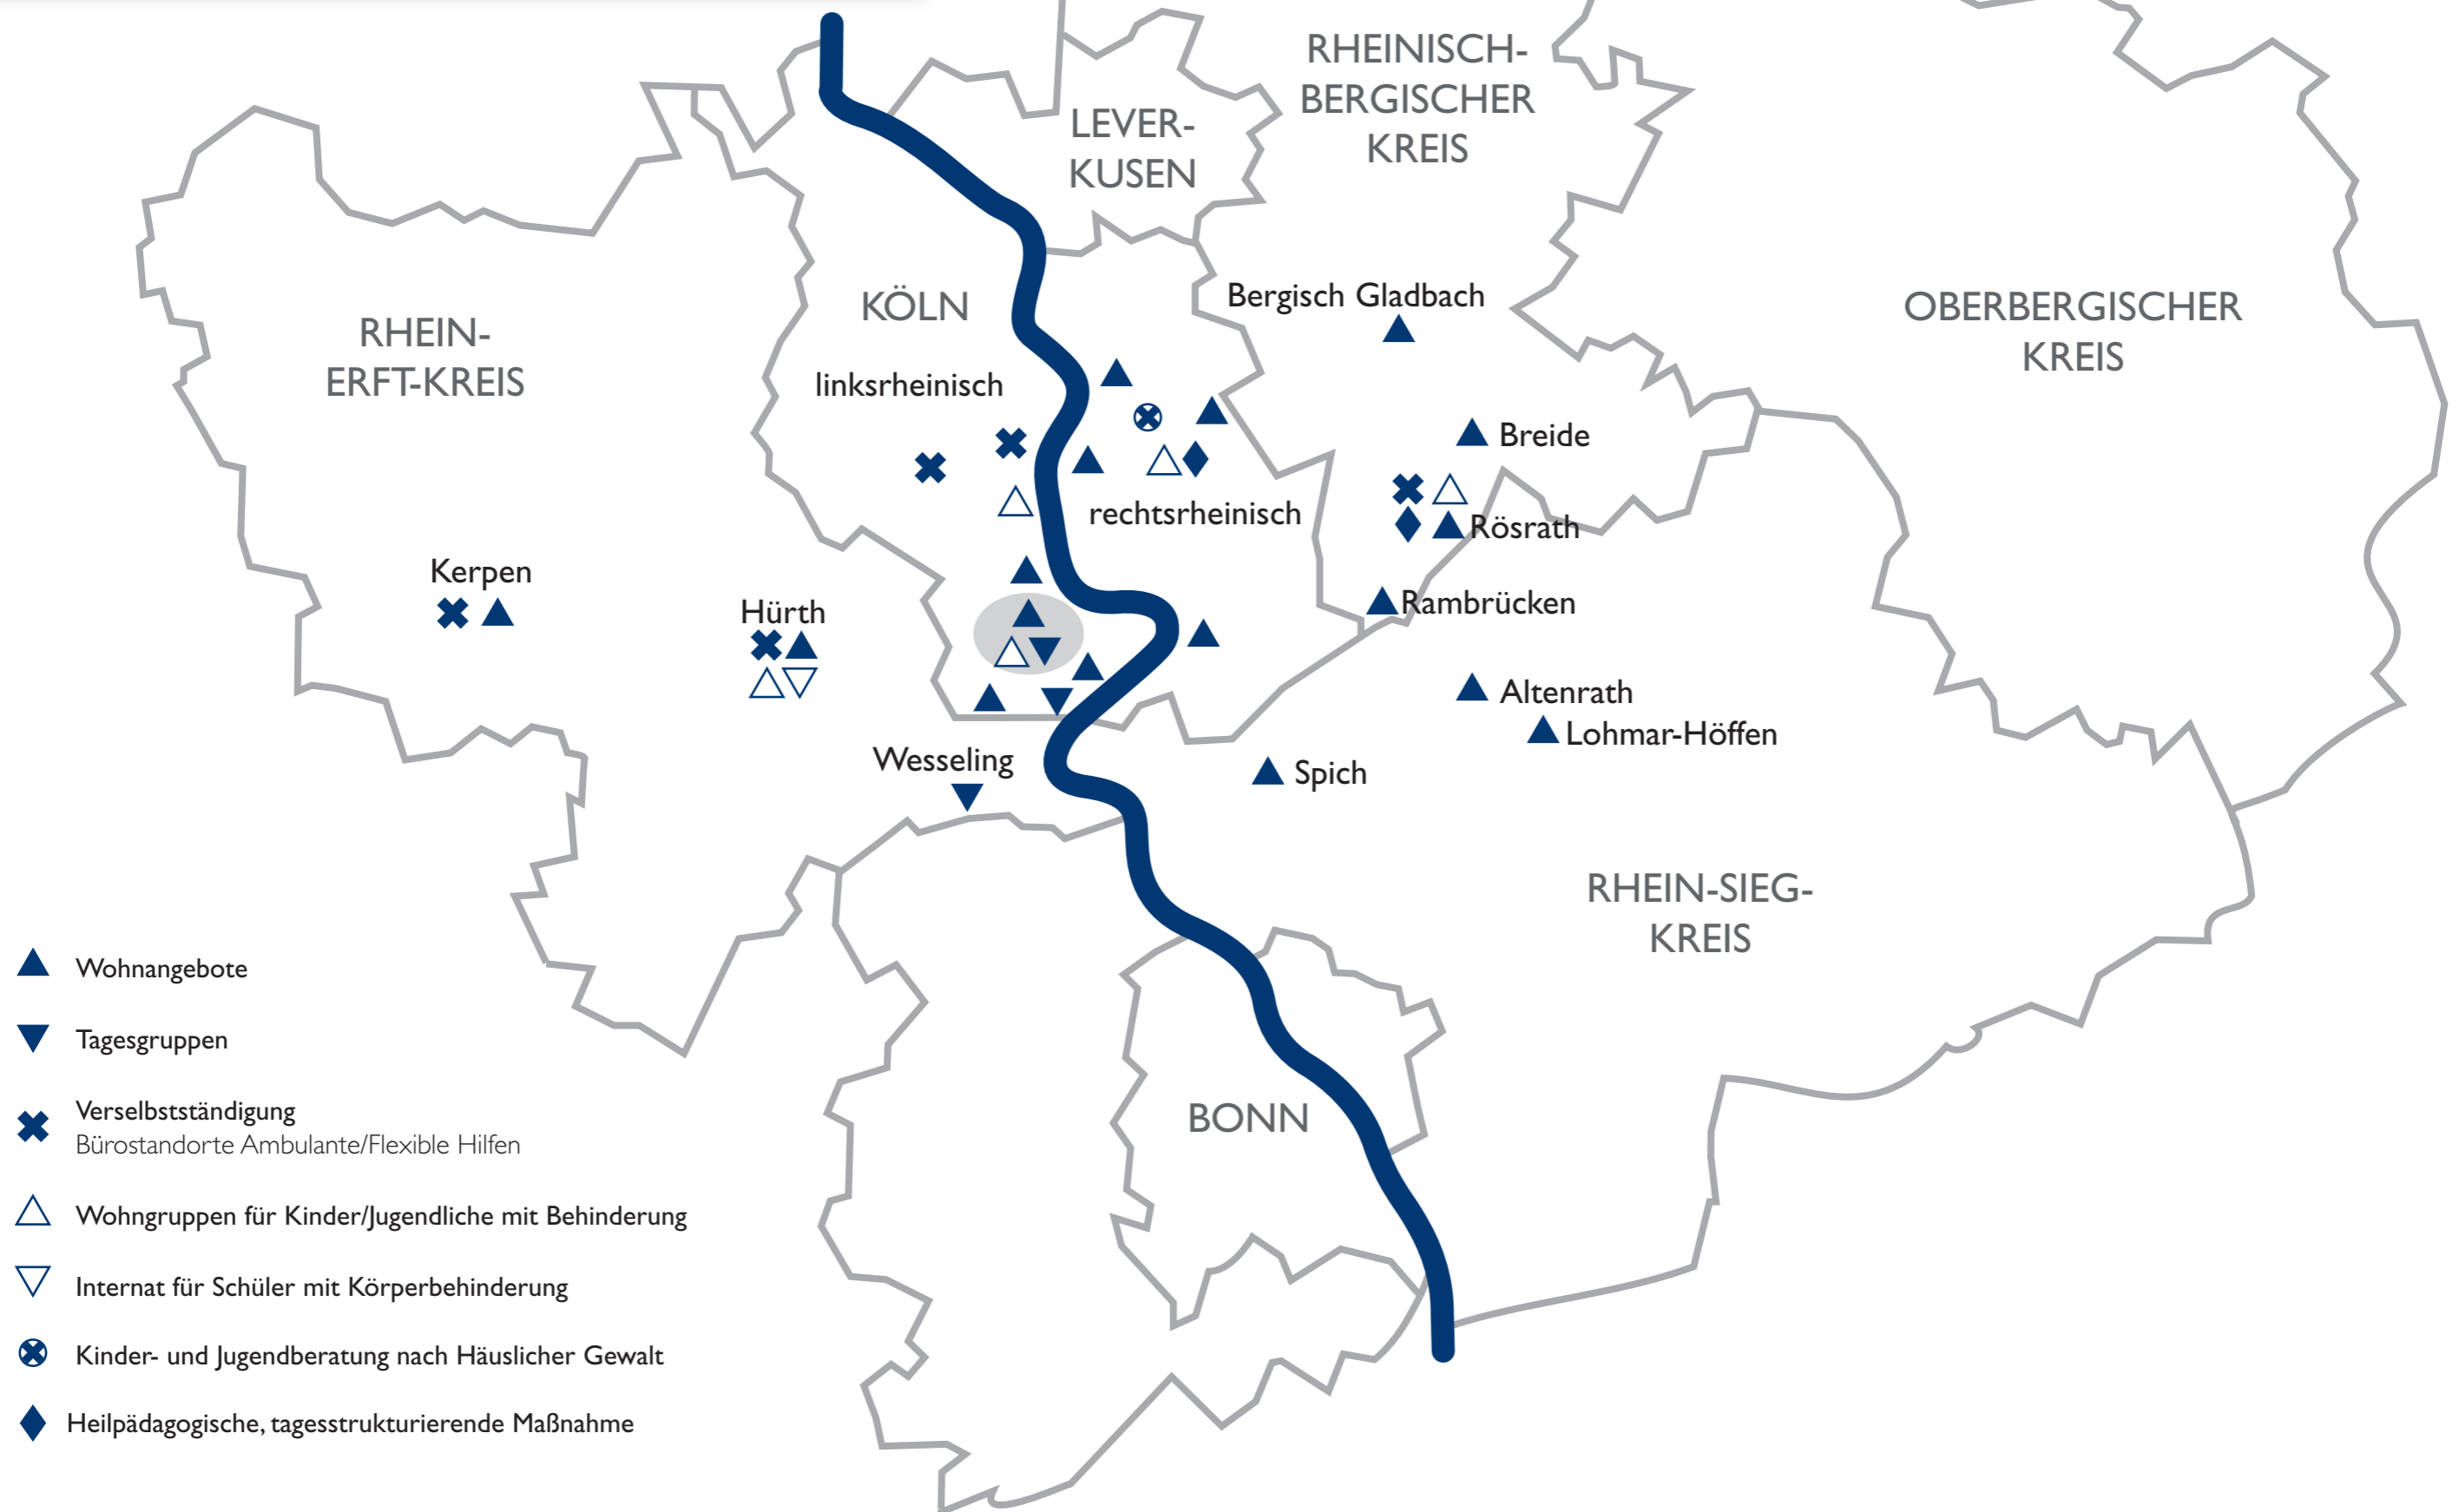 RHEINISCH-
BERGISCHER
KREIS
LEVER-
KUSEN
KÖLN
Bergisch Gladbach
OBERBERGISCHER
KREIS
RHEIN-
ERFT-KREIS
linksrheinisch
Breide
rechtsrheinisch
Rösrath
Kerpen
Hürth
Rambrücken
Altenrath
Lohmar-Höffen
Wesseling
Spich
RHEIN-SIEG-
KREIS
BONN
Wohnangebote
Tagesgruppen
Verselbstständigung
Bürostandorte Ambulante/Flexible Hilfen
Wohngruppen für Kinder/Jugendliche mit Behinderung
Internat für Schüler mit Körperbehinderung
Kinder- und Jugendberatung nach Häuslicher Gewalt
Heilpädagogische, tagesstrukturierende Maßnahme